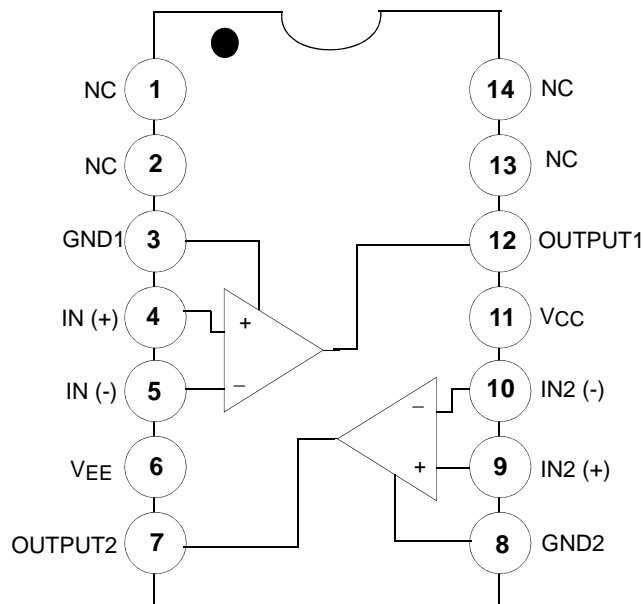 NC 1 14 NC
NC 2 13 NC
GND1 3 12 OUTPUT1
IN (+) 4 11 VCC
+
IN (-) 5 − 10 IN2 (-)
−
VEE 6 + 9 IN2 (+)
OUTPUT2 7 8 GND2